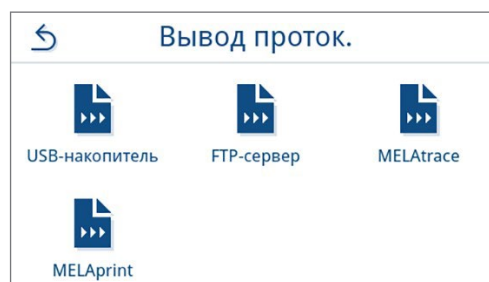 Вывод проток.
USB-накопитель
FTP-сервер
MELAtrace
MELAprint